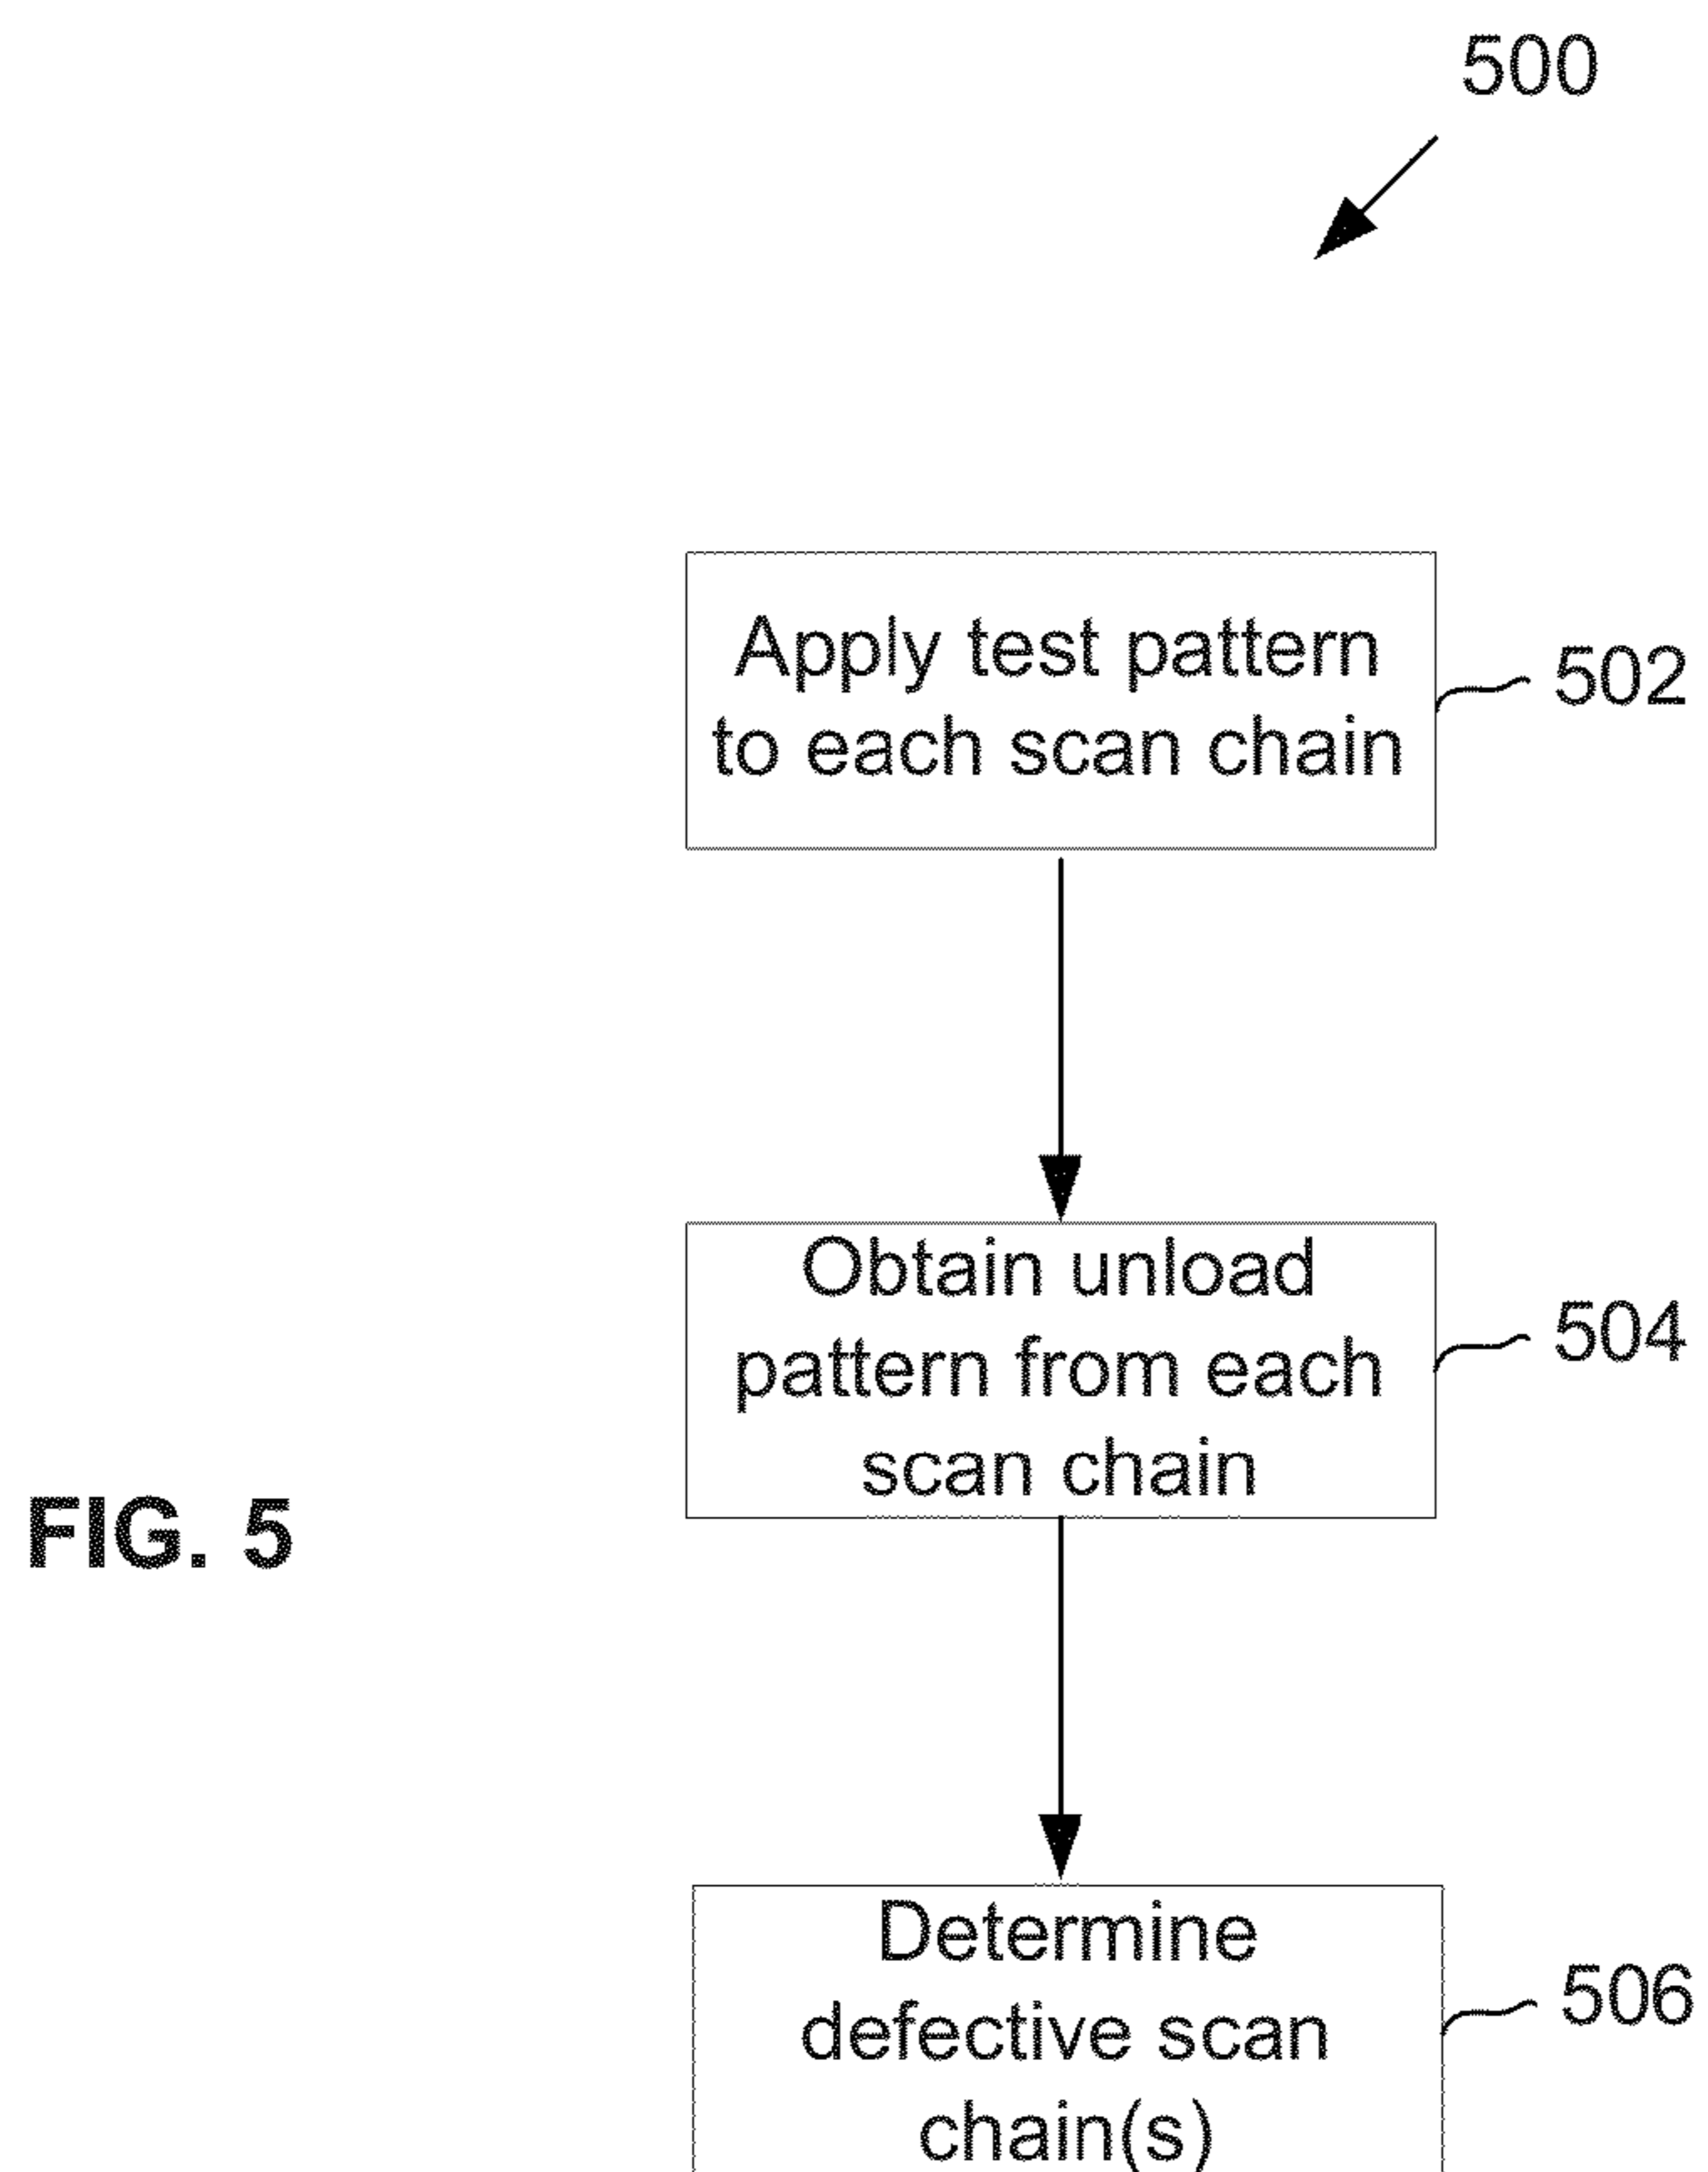 500
Apply test pattern
to each scan chain
502
Obtain unload
pattern from each
scan chain
504
FIG. 5
Determine
defective scan
chain(s)
506